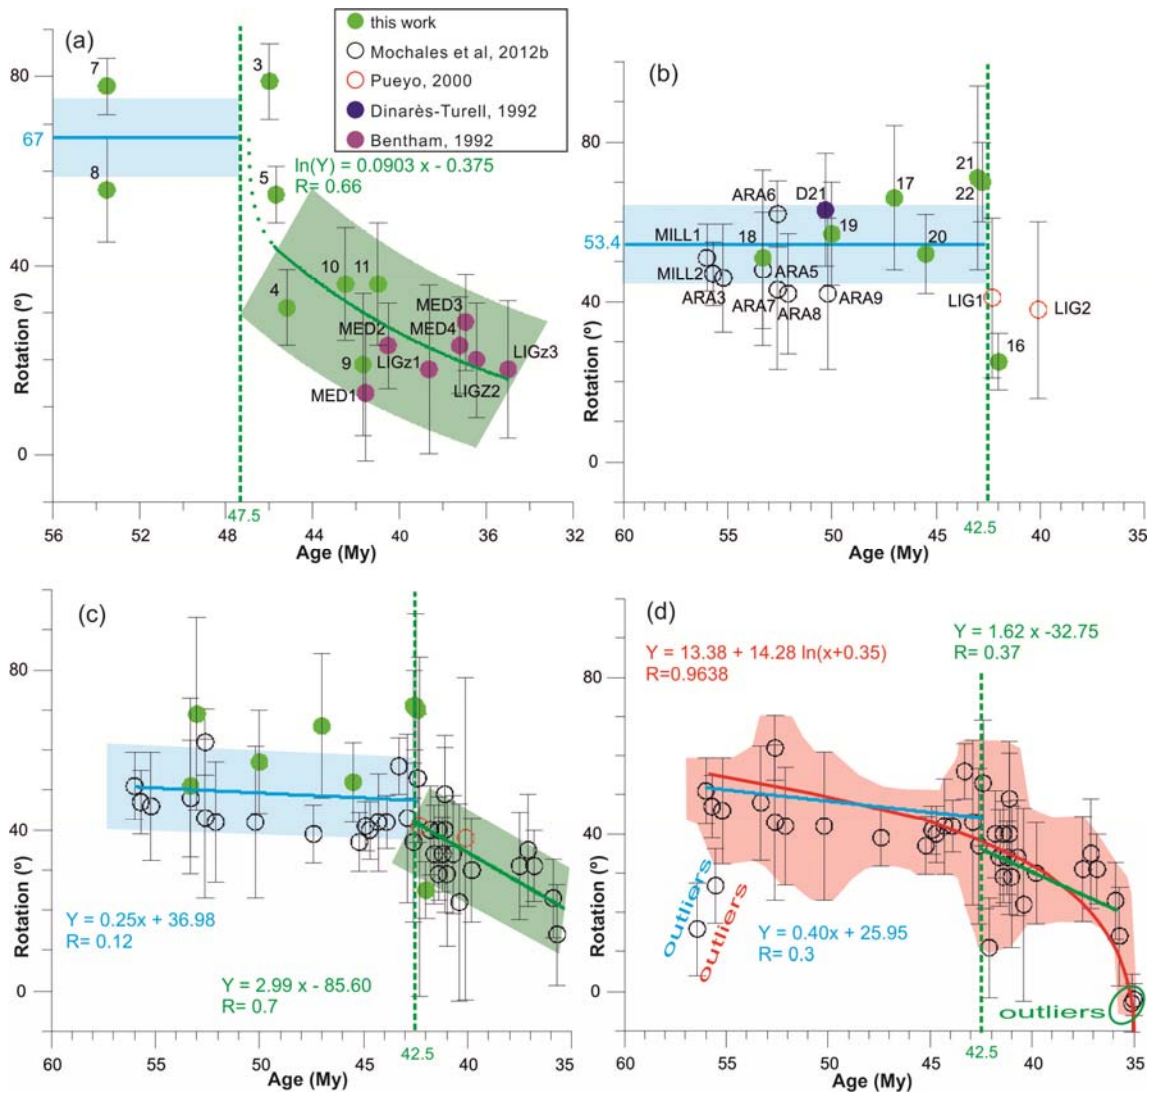 (a)
this work
Mochales et al, 2012b
Pueyo, 2000
Dinarès-Turell, 1992
Bentham, 1992
ln(Y) = 0.0903 x - 0.375
R= 0.66
80
67
40
0
Rotation (º)
7
8
3
5
4
10
11
9
MED1
MED2
MED3
MED4
LIGz1
LIGZ2
LIGz3
56
52
48
47.5
44
40
36
32
Age (My)
(b)
80
53.4
40
0
Rotation (º)
MILL1
MILL2
ARA3
18
ARA6
ARA7
ARA5
ARA8
D21
19
ARA9
17
20
21
22
LIG1
LIG2
16
60
55
50
45
42.5
40
35
Age (My)
(c)
80
40
0
Rotation (º)
Y = 0.25x + 36.98
R= 0.12
Y = 2.99 x - 85.60
R= 0.7
60
55
50
45
42.5
40
35
Age (My)
(d)
Y = 13.38 + 14.28 ln(x+0.35)
R=0.9638
Y = 1.62 x -32.75
R= 0.37
80
40
0
Rotation (º)
outliers
outliers
Y = 0.40x + 25.95
R= 0.3
outliers
60
55
50
45
42.5
40
35
Age (My)